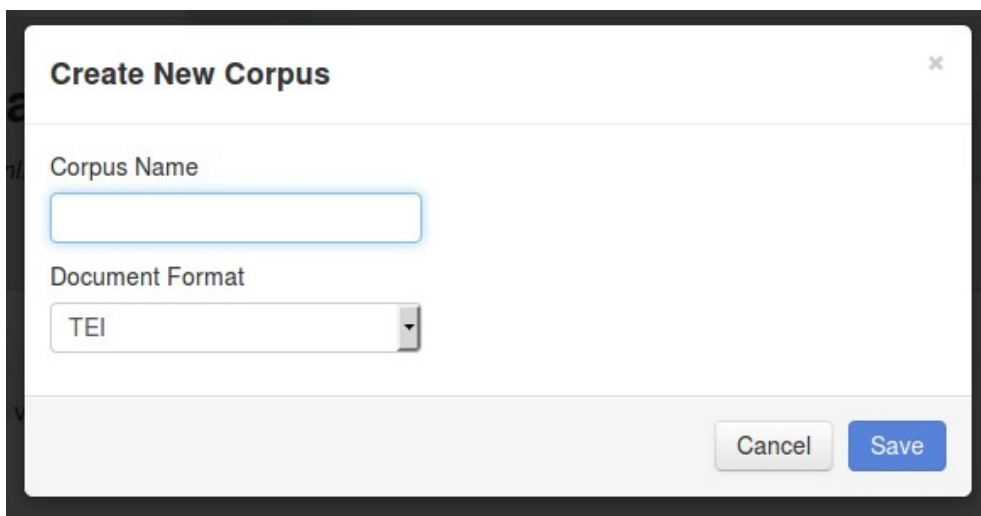 Create New Corpus
×
Corpus Name
Document Format
TEI
Cancel
Save